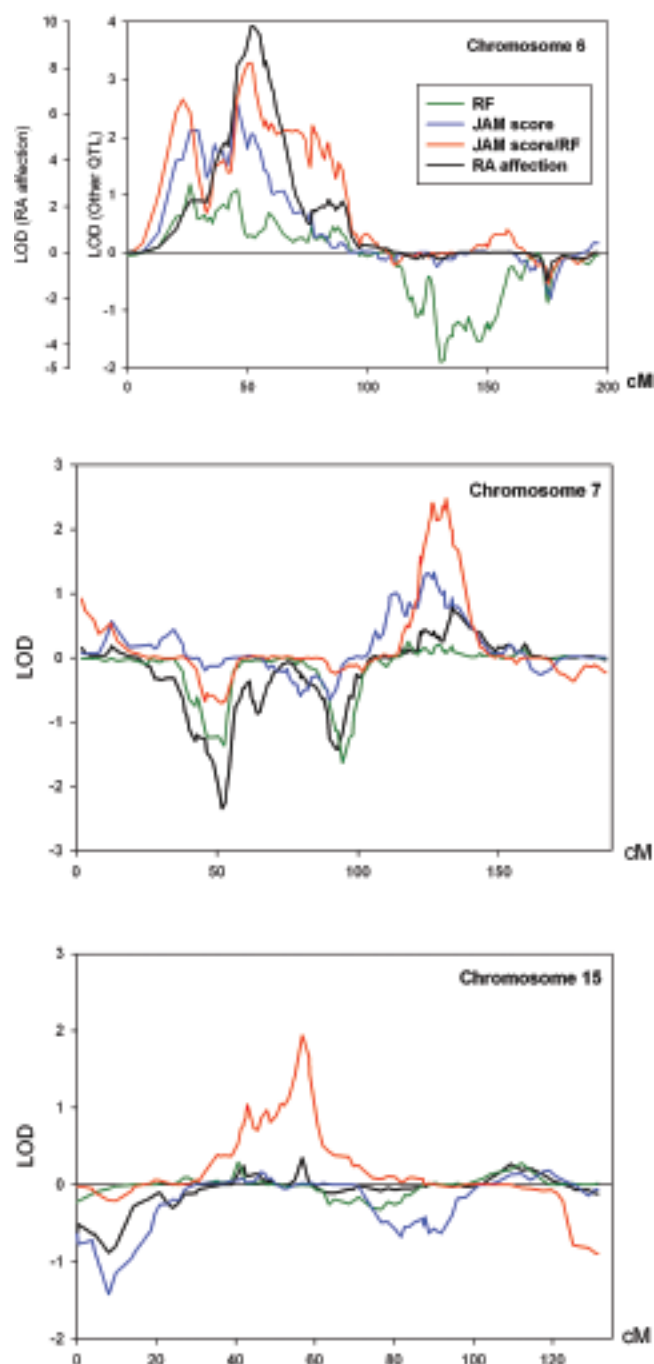 Chromosome 6
RF
JAM score
JAM score/RF
RA affection
LOD (RA affection)
10
8
6
4
2
0
-2
-4
-5
LOD (Other QTL)
4
3
2
1
0
-1
-2
0 50 100 150 200 cM
Chromosome 7
LOD
3
2
1
0
-1
-2
-3
0 50 100 150 cM
Chromosome 15
LOD
3
2
1
0
-1
-2
0 20 40 60 80 100 120 cM